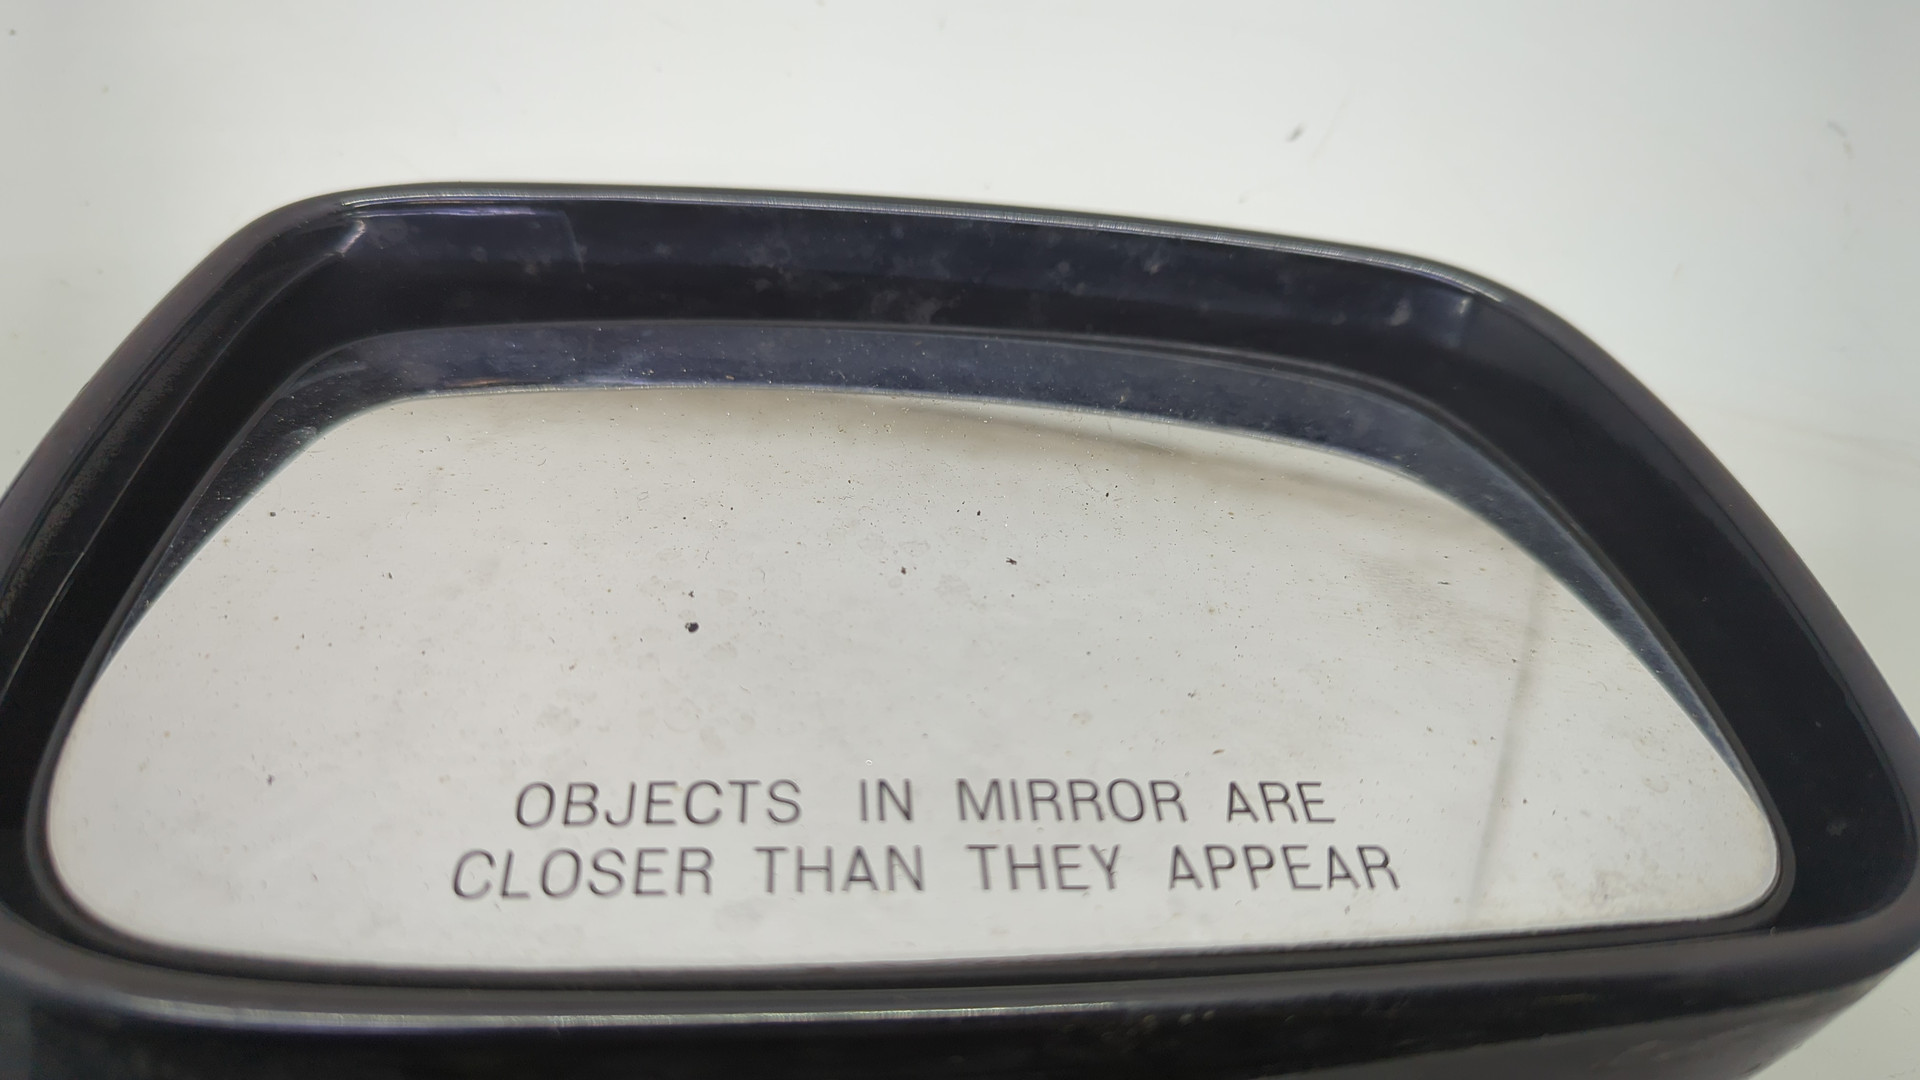 OBJECTS IN MIRROR ARE
CLOSER THAN THEY APPEAR